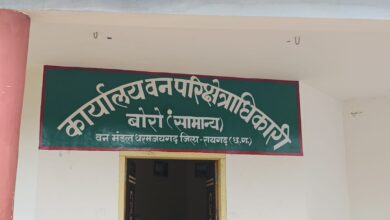 कार्यालय वन परिक्षेत्राधिकारी
बोरो (सामान्य)
वन मंडल धरमजयगढ़ जिला-रायगढ़ (छ.ग.)